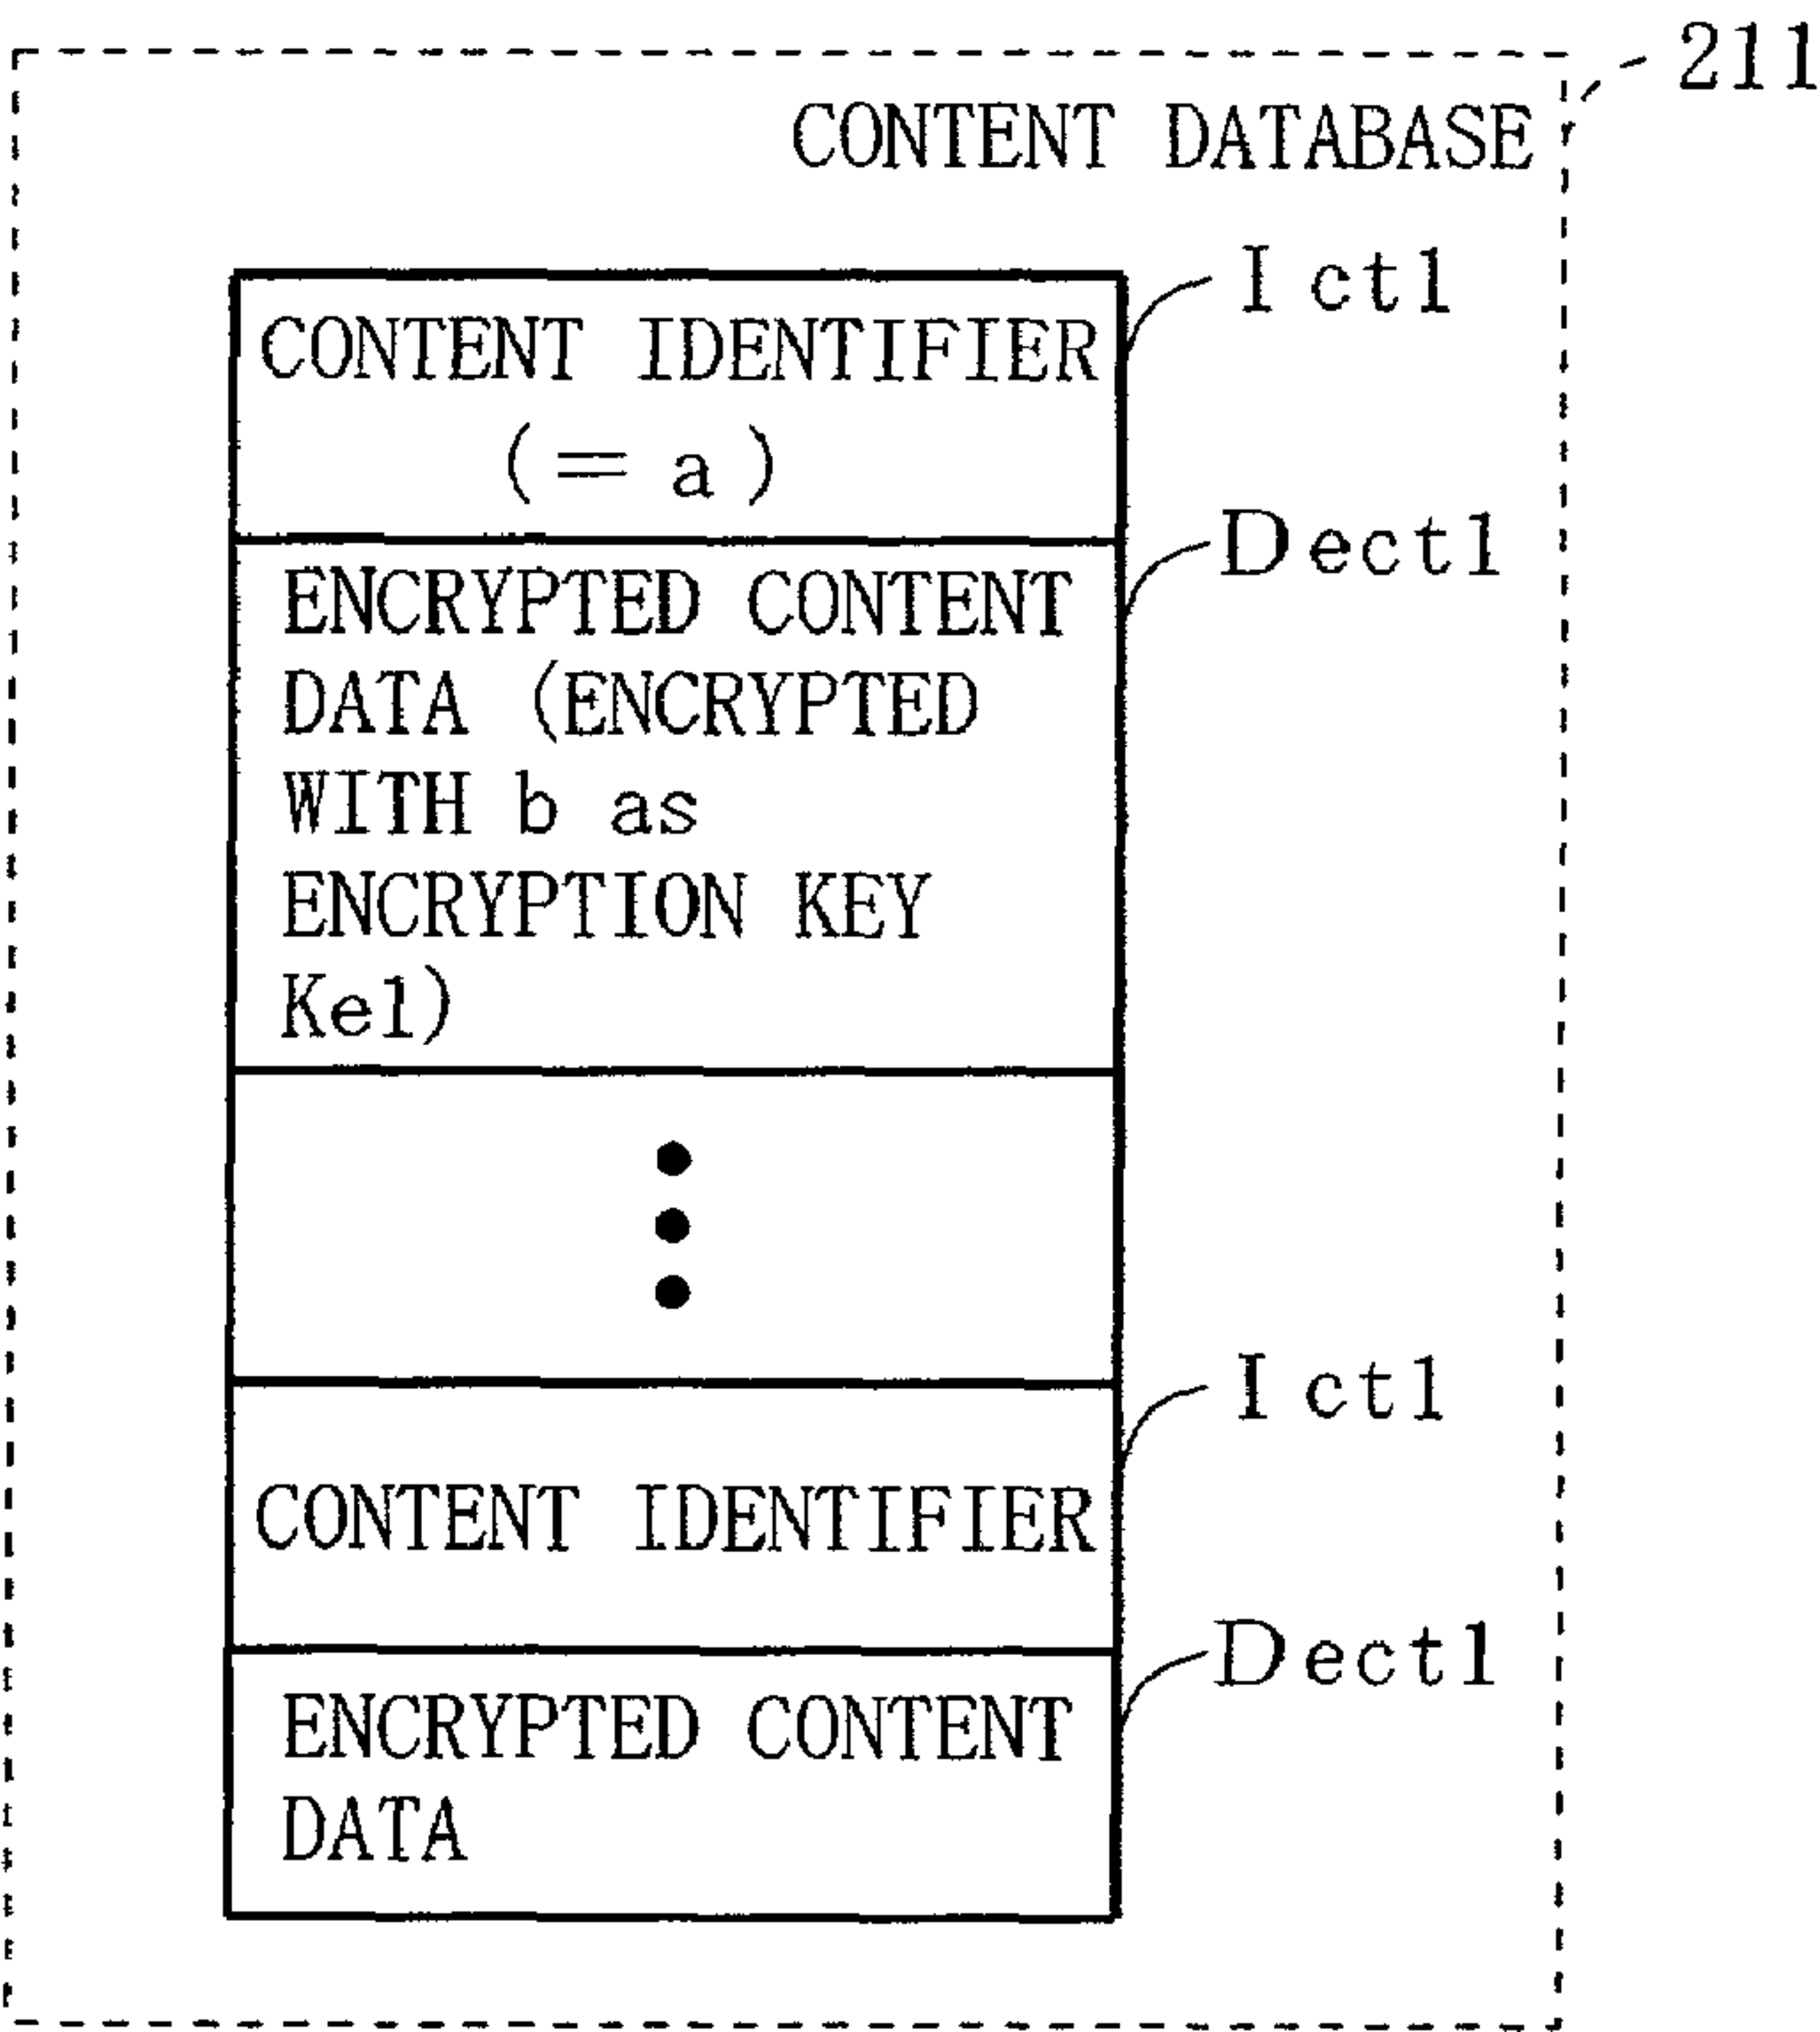 211
CONTENT DATABASE
Ict1
CONTENT IDENTIFIER
(= a)
Dect1
ENCRYPTED CONTENT
DATA (ENCRYPTED
WITH b as
ENCRYPTION KEY
Ke1)
Ict1
CONTENT IDENTIFIER
Dect1
ENCRYPTED CONTENT
DATA